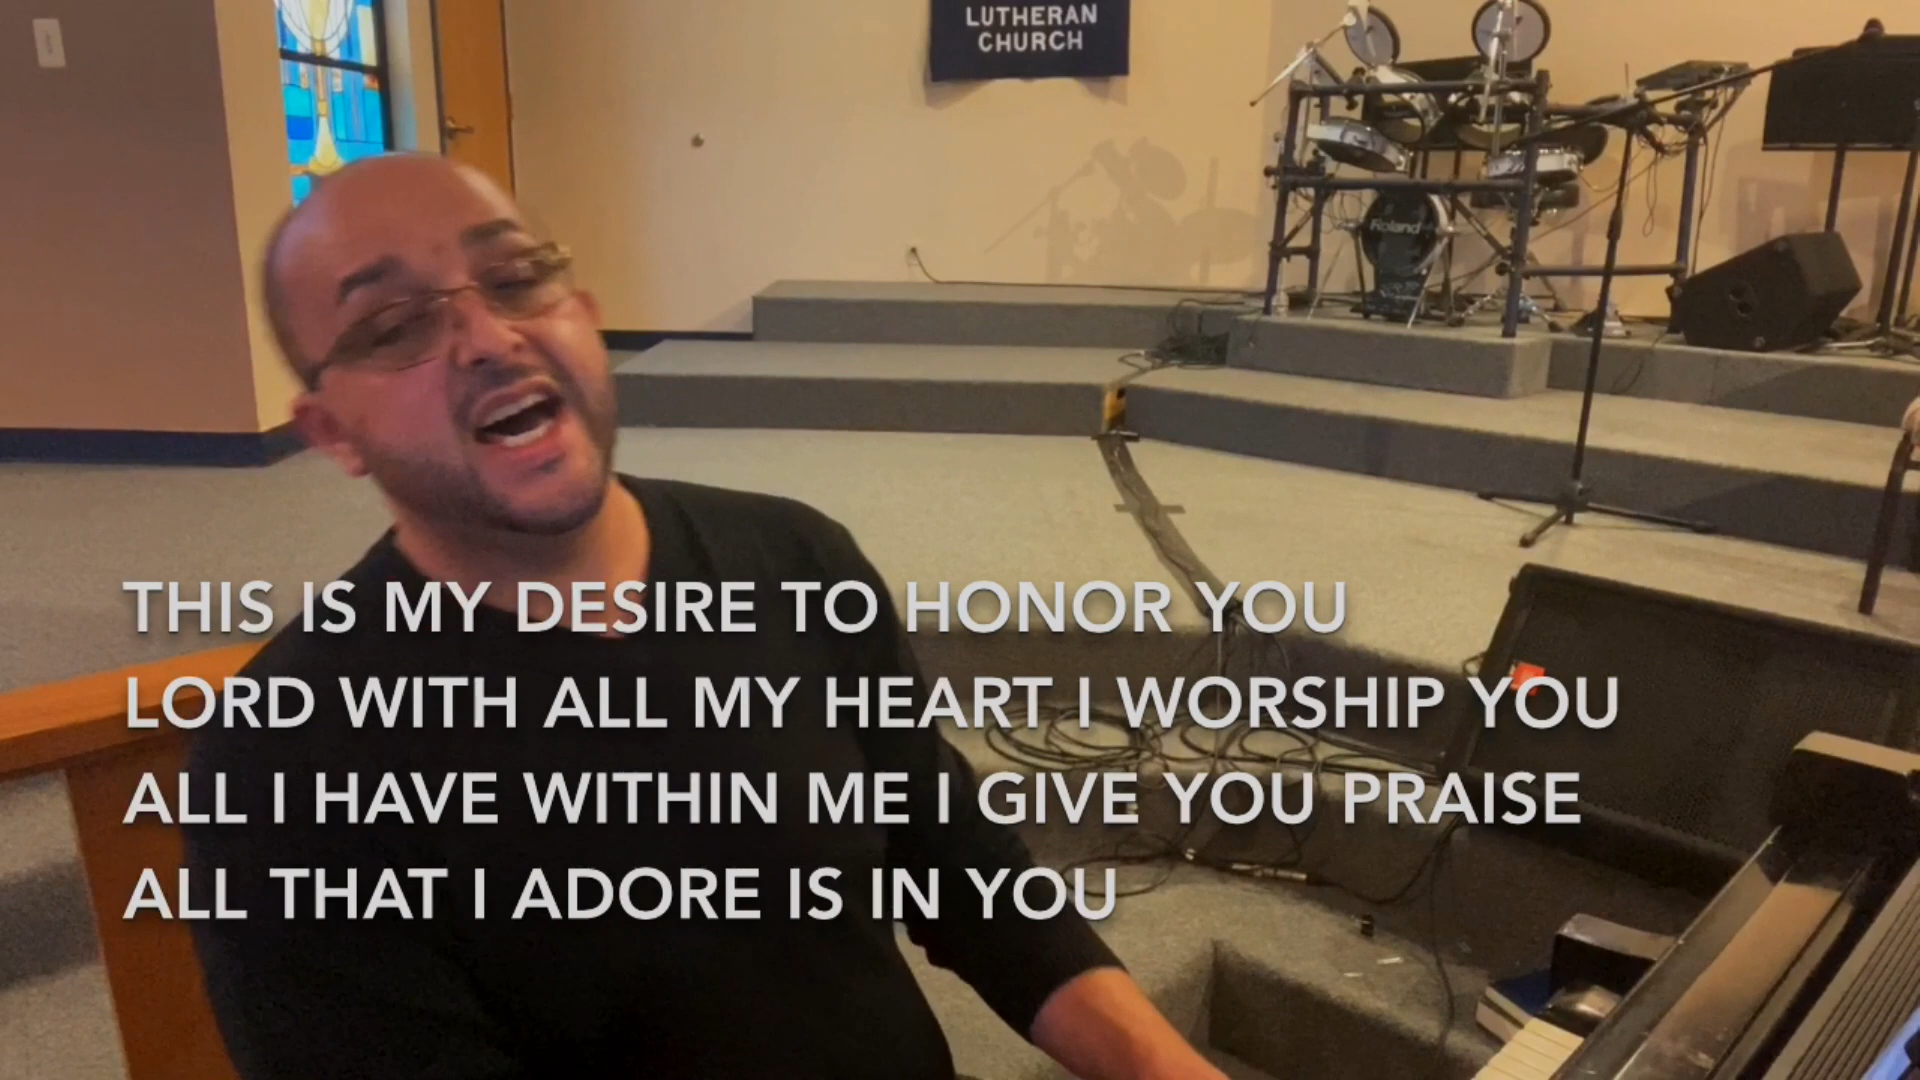 LUTHERAN
CHURCH
Roland
THIS IS MY DESIRE TO HONOR YOU
LORD WITH ALL MY HEART I WORSHIP YOU
ALL I HAVE WITHIN ME I GIVE YOU PRAISE
ALL THAT I ADORE IS IN YOU